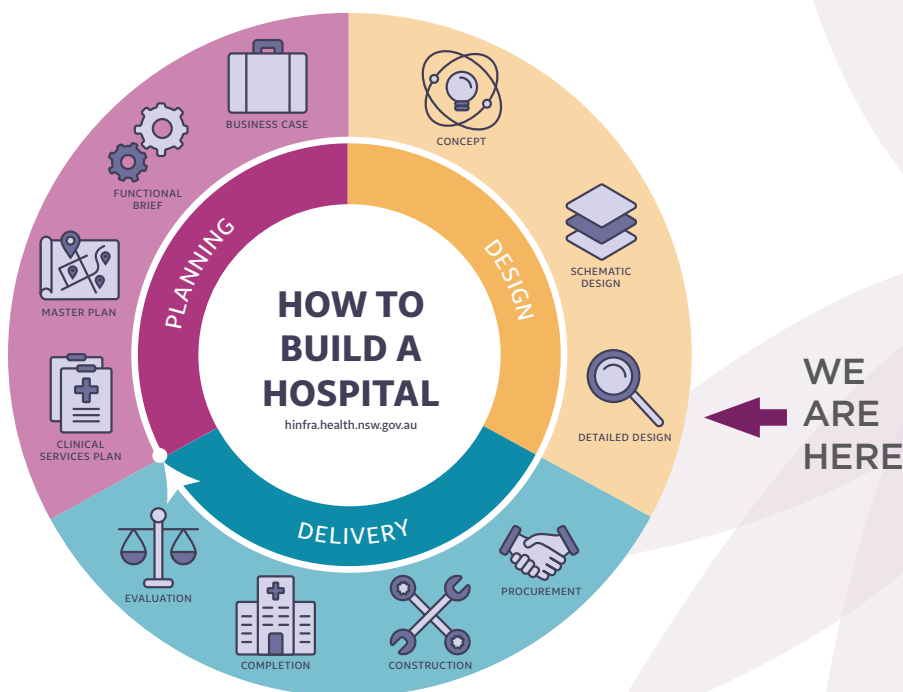 HOW TO
BUILD A
HOSPITAL
hinfra.health.nsw.gov.au
PLANNING
CLINICAL
SERVICES PLAN
MASTER PLAN
FUNCTIONAL
BRIEF
BUSINESS CASE
DESIGN
CONCEPT
SCHEMATIC
DESIGN
DETAILED DESIGN
WE
ARE
HERE
DELIVERY
PROCUREMENT
CONSTRUCTION
COMPLETION
EVALUATION